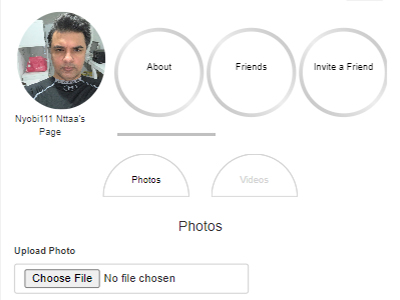 About
Friends
Invite a Friend
Nyobi111 Nttaa's
Page
Photos
Videos
Photos
Upload Photo
Choose File No file chosen